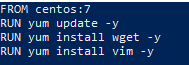 FROM centos:7
RUN yum update -y
RUN yum install wget -y
RUN yum install vim -y